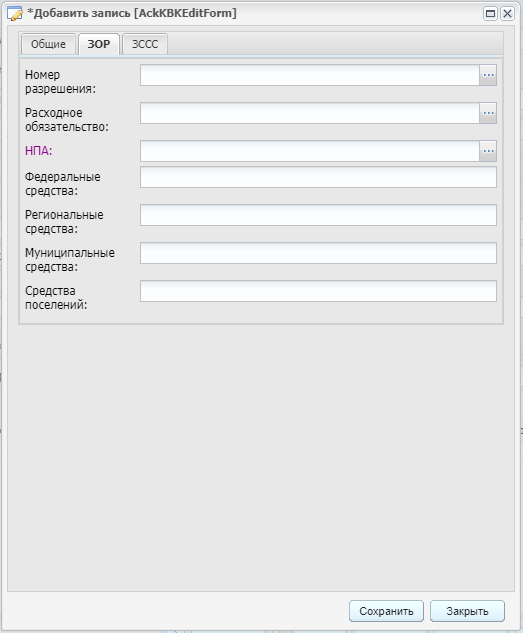 *Добавить запись [AckKBKEditForm]
Общие ЗОР ЗССС
Номер
разрешения:
Расходное
обязательство:
НПА:
Федеральные
средства:
Региональные
средства:
Муниципальные
средства:
Средства
поселений:
Сохранить Закрыть